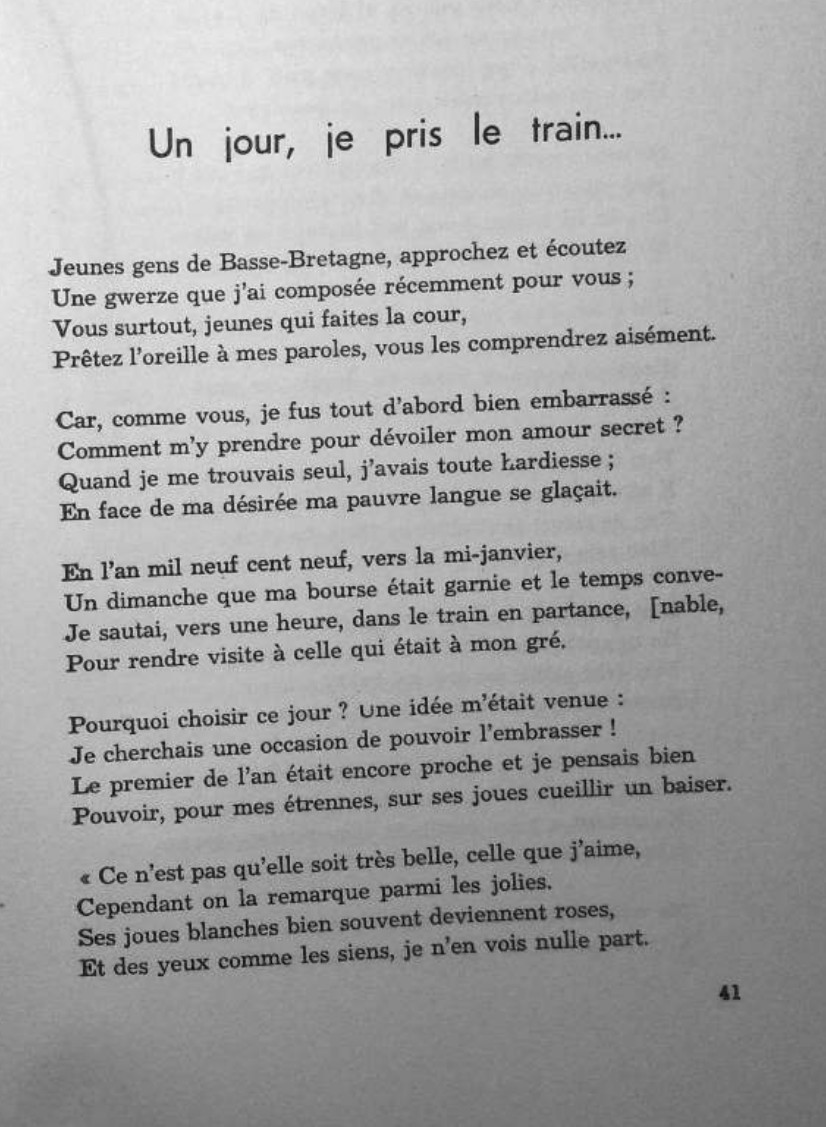 Un jour, je pris le train...
Jeunes gens de Basse-Bretagne, approchez et écoutez
Une gwerze que j'ai composée récemment pour vous ;
Vous surtout, jeunes qui faites la cour,
Prêtez l'oreille à mes paroles, vous les comprendrez aisément.
Car, comme vous, je fus tout d'abord bien embarrassé :
Comment m'y prendre pour dévoiler mon amour secret ?
Quand je me trouvais seul, j'avais toute hardiesse ;
En face de ma désirée ma pauvre langue se glaçait.
En l'an mil neuf cent neuf, vers la mi-janvier,
Un dimanche que ma bourse était garnie et le temps conve-
Je sautai, vers une heure, dans le train en partance, [nable,
Pour rendre visite à celle qui était à mon gré.
Pourquoi choisir ce jour ? Une idée m'était venue :
Je cherchais une occasion de pouvoir l'embrasser !
Le premier de l'an était encore proche et je pensais bien
Pouvoir, pour mes étrennes, sur ses joues cueillir un baiser.
« Ce n'est pas qu'elle soit très belle, celle que j'aime,
Cependant on la remarque parmi les jolies.
Ses joues blanches bien souvent deviennent roses,
Et des yeux comme les siens, je n'en vois nulle part.
41